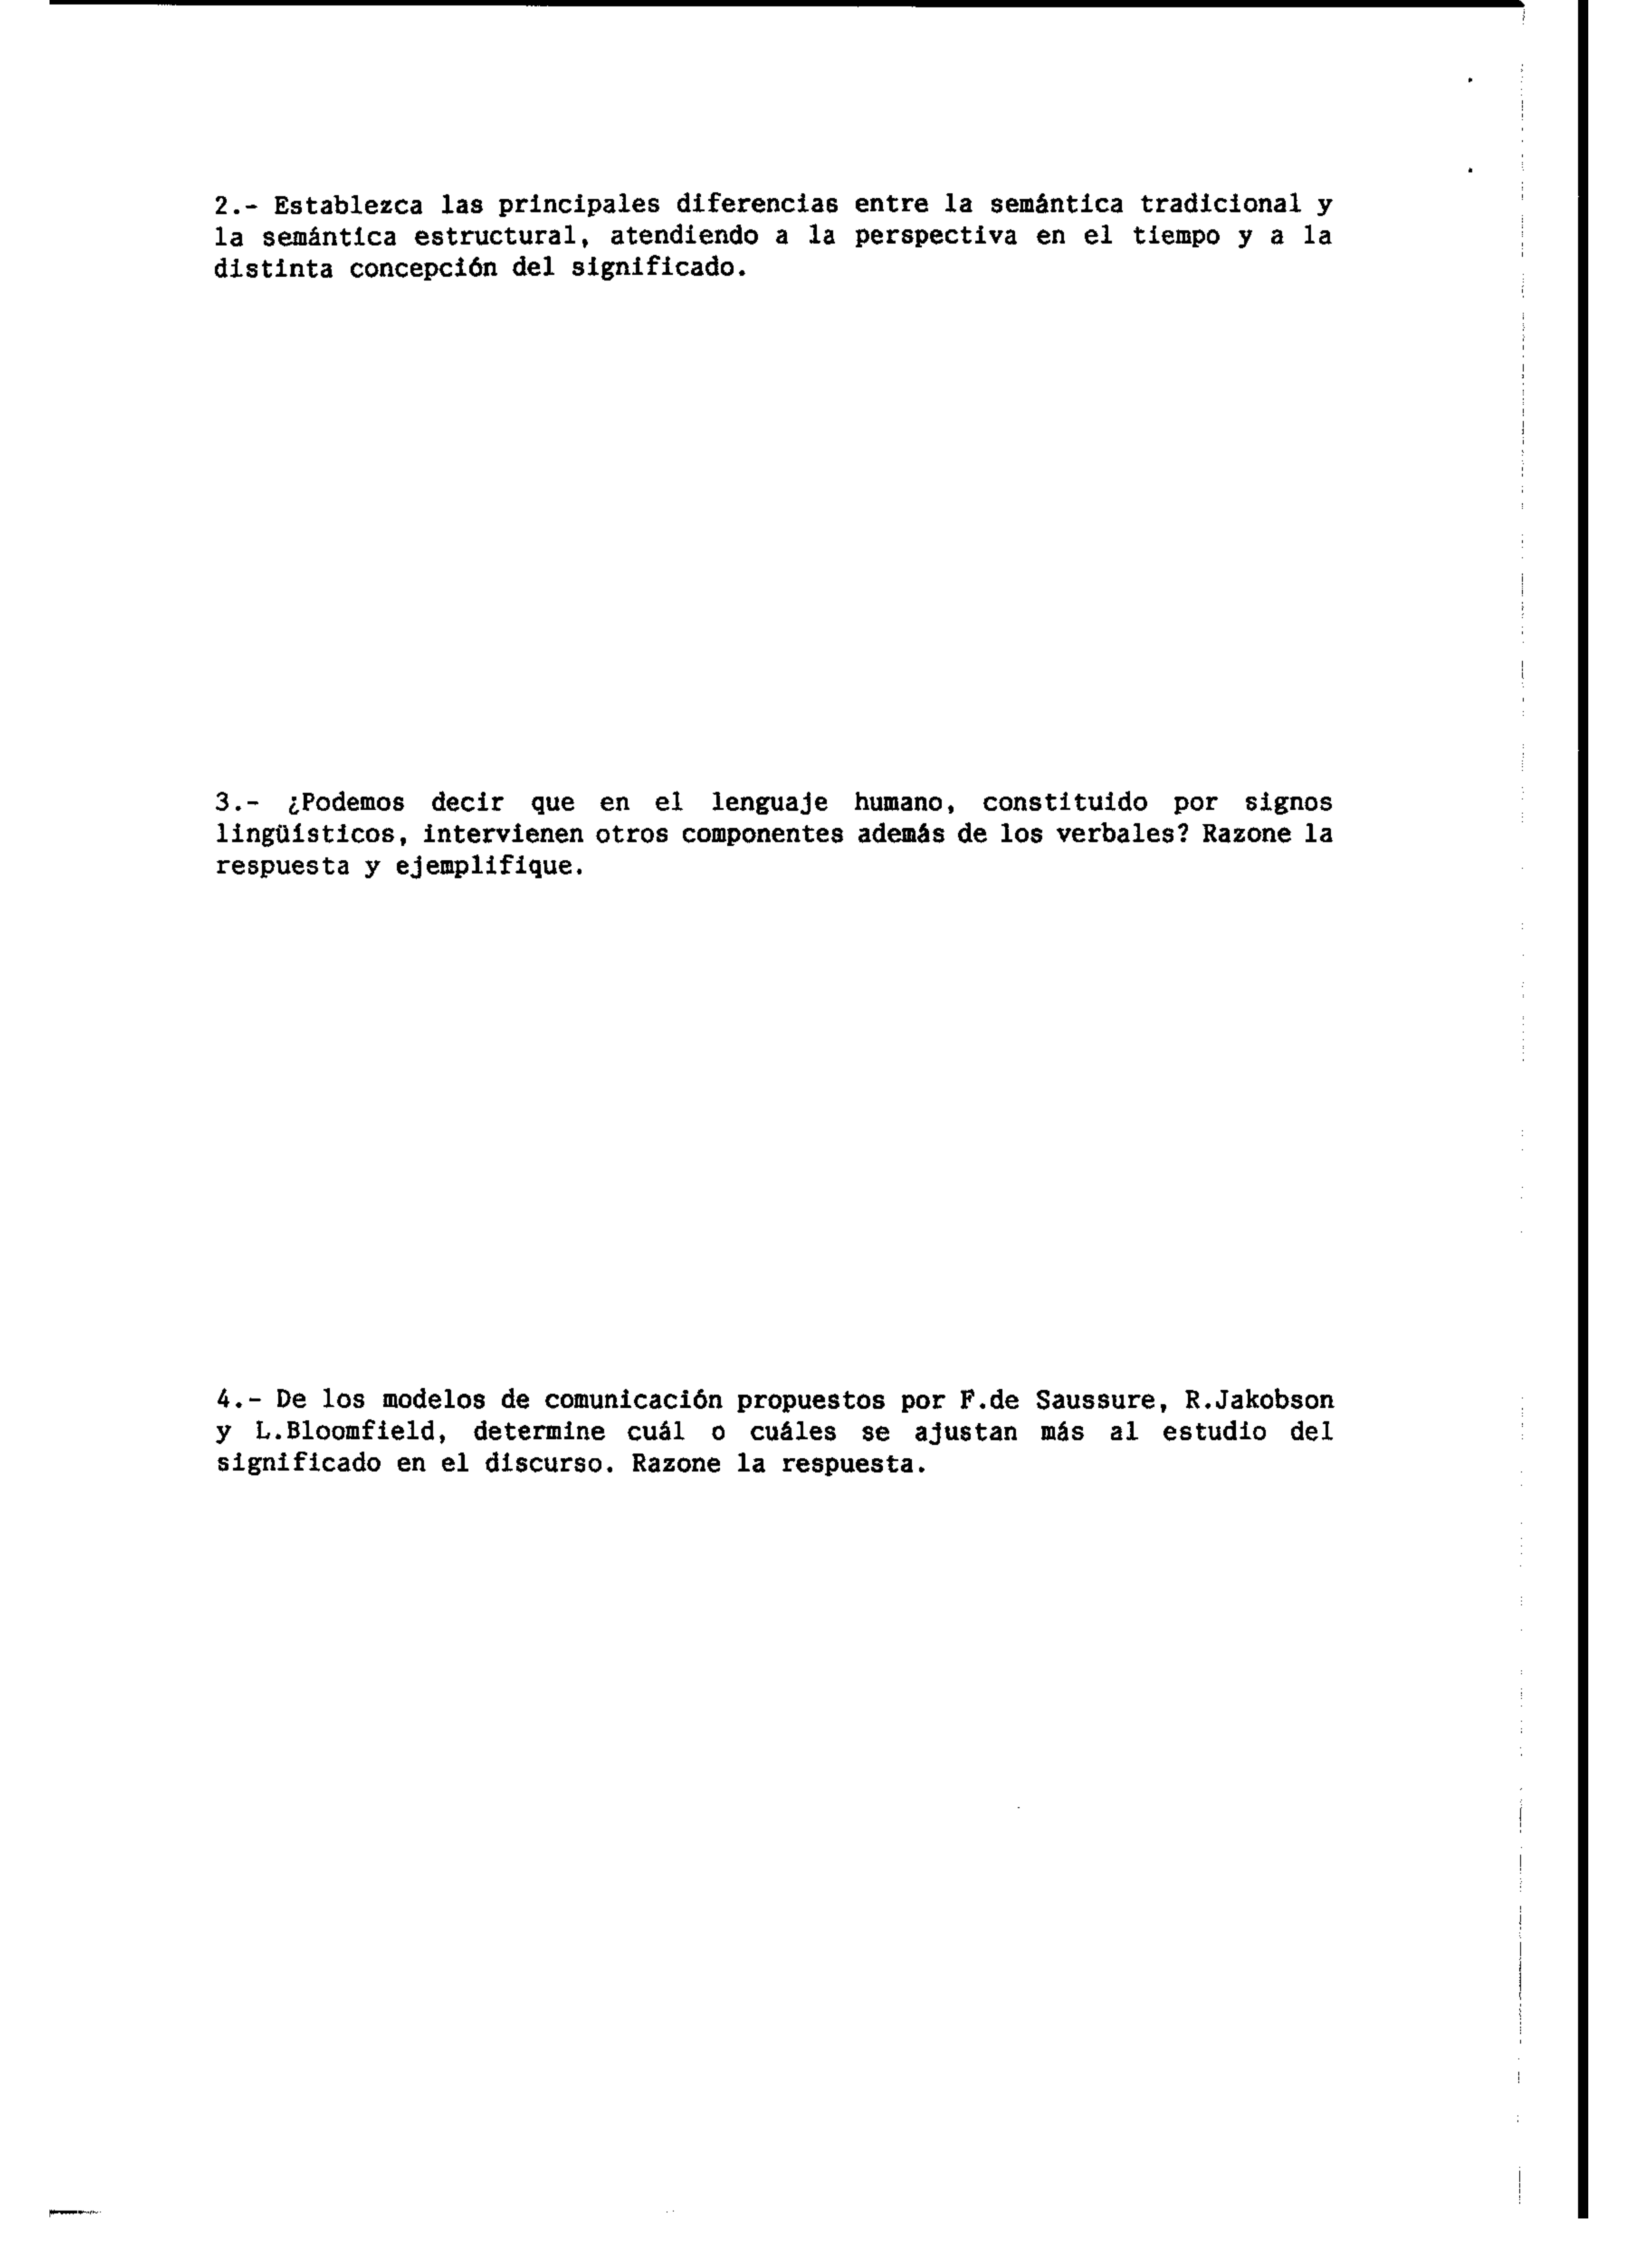 2.- Establezca las principales diferencias entre la semántica tradicional y
la semántica estructural, atendiendo a la perspectiva en el tiempo y a la
distinta concepción del significado.
3.- ¿Podemos decir que en el lenguaje humano, constituido por signos
lingüísticos, intervienen otros componentes además de los verbales? Razone la
respuesta y ejemplifique.
4.- De los modelos de comunicación propuestos por F.de Saussure, R.Jakobson
y L.Bloomfield, determine cuál o cuáles se ajustan más al estudio del
significado en el discurso. Razone la respuesta.